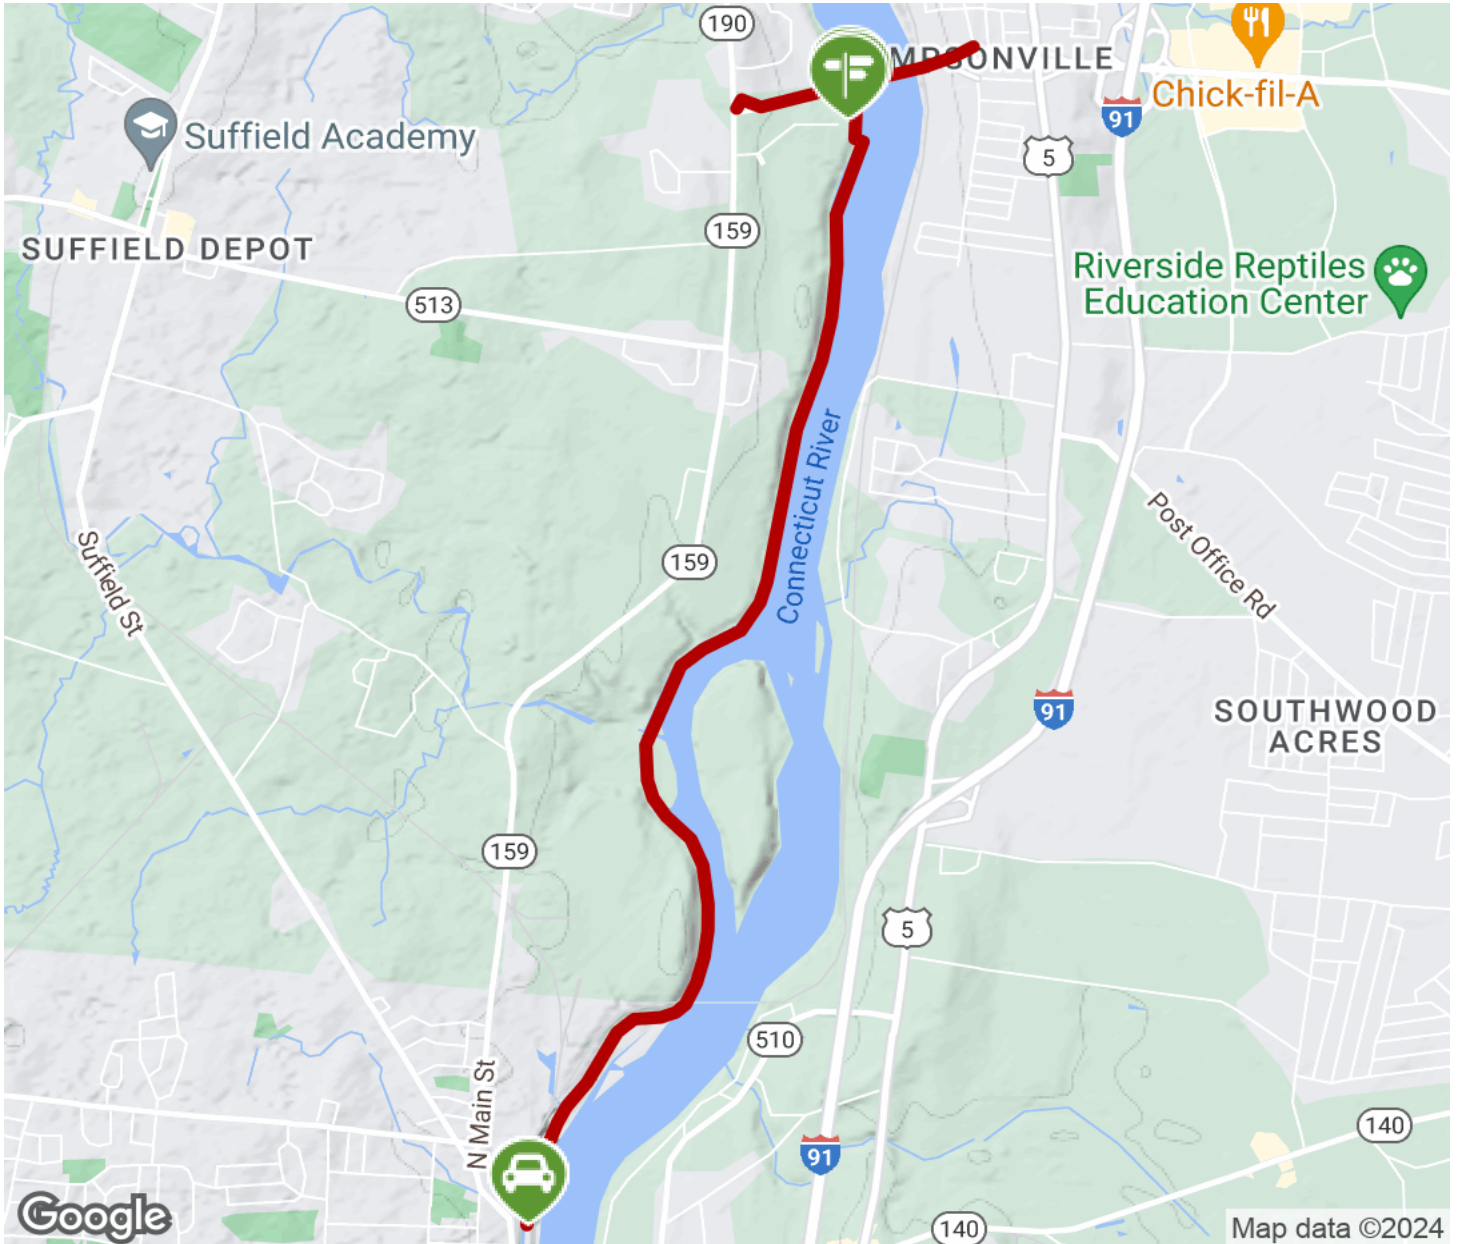 190
MPSONVILLE
Chick-fil-A
91
Suffield Academy
5
159
SUFFIELD DEPOT
Riverside Reptiles
Education Center
513
Connecticut River
Post Office Rd
159
Suffield St
91
SOUTHWOOD
ACRES
159
5
510
N Main St
140
91
Google
140
Map data ©2024